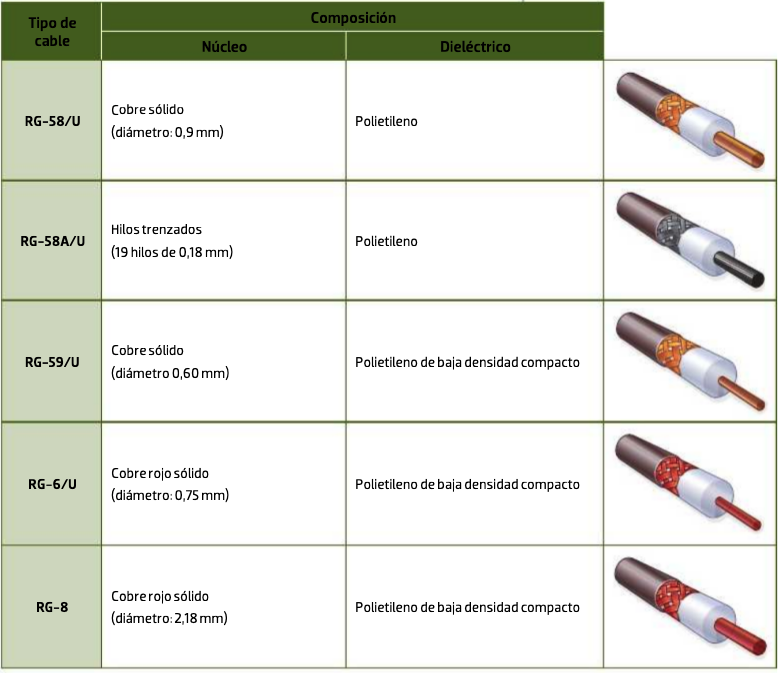 Tipo de
cable
Composición
Núcleo
Dieléctrico
RG-58/U
Cobre sólido
(diámetro: 0,9 mm)
Polietileno
RG-58A/U
Hilos trenzados
(19 hilos de 0,18 mm)
Polietileno
RG-59/U
Cobre sólido
(diámetro 0,60 mm)
Polietileno de baja densidad compacto
RG-6/U
Cobre rojo sólido
(diámetro: 0,75 mm)
Polietileno de baja densidad compacto
RG-8
Cobre rojo sólido
(diámetro: 2,18 mm)
Polietileno de baja densidad compacto